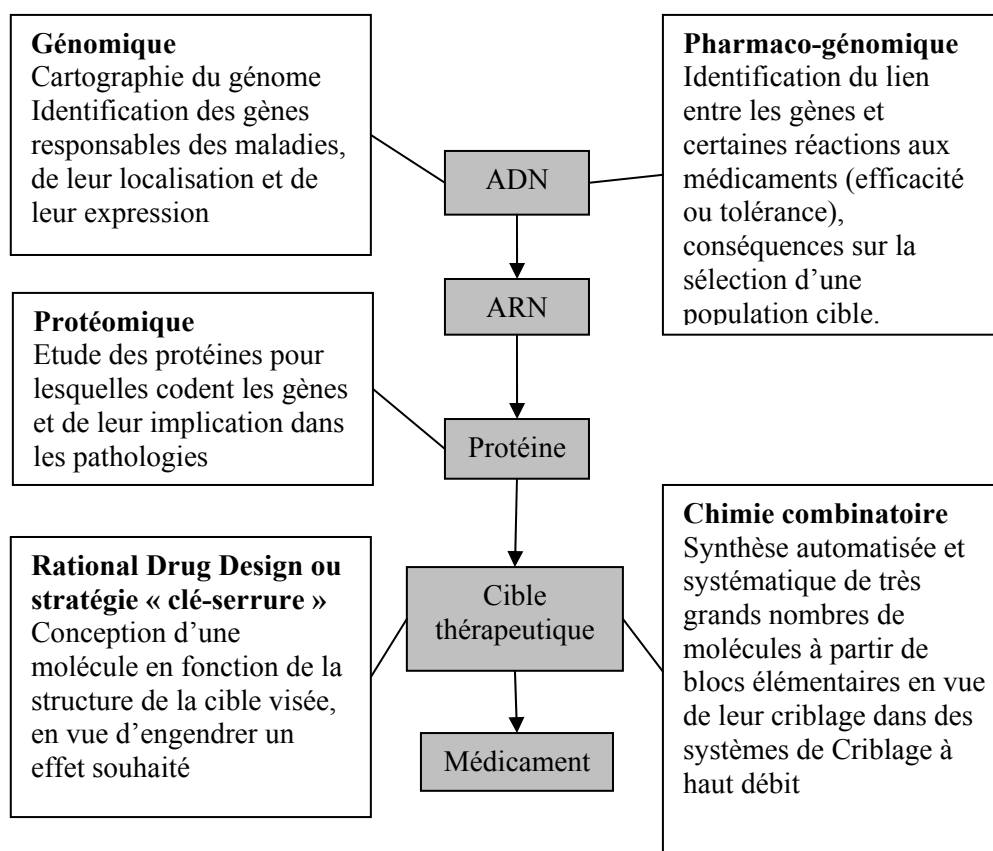 Génomique
Cartographie du génome
Identification des gènes
responsables des maladies,
de leur localisation et de
leur expression
Pharmaco-génomique
Identification du lien
entre les gènes et
certaines réactions aux
médicaments (efficacité
ou tolérance),
conséquences sur la
sélection d’une
population cible.
ADN
ARN
Protéomique
Etude des protéines pour
lesquelles codent les gènes
et de leur implication dans
les pathologies
Protéine
Rational Drug Design ou
stratégie « clé-serrure »
Conception d’une
molécule en fonction de la
structure de la cible visée,
en vue d’engendrer un
effet souhaité
Cible
thérapeutique
Chimie combinatoire
Synthèse automatisée et
systématique de très
grands nombres de
molécules à partir de
blocs élémentaires en vue
de leur criblage dans des
systèmes de Criblage à
haut débit
Médicament